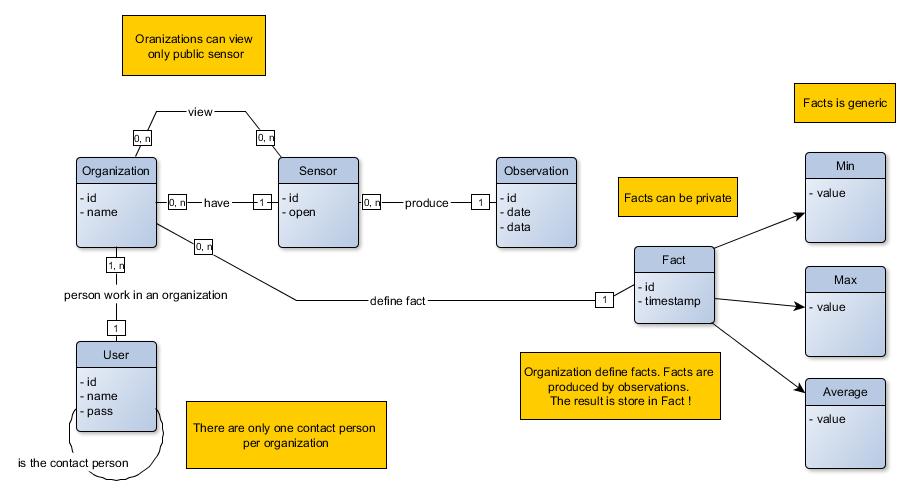 Oranizations can view
only public sensor
Facts is generic
view
0, n
0, n
Organization
- id
- name
Sensor
- id
- open
Observation
- id
- date
- data
Min
- value
0, n
have
1
0, n
produce
1
Facts can be private
0, n
1, n
Fact
- id
- timestamp
Max
- value
person work in an organization
define fact
1
1
User
- id
- name
- pass
Organization define facts. Facts are
produced by observations.
The result is store in Fact !
Average
- value
There are only one contact person
per organization
is the contact person